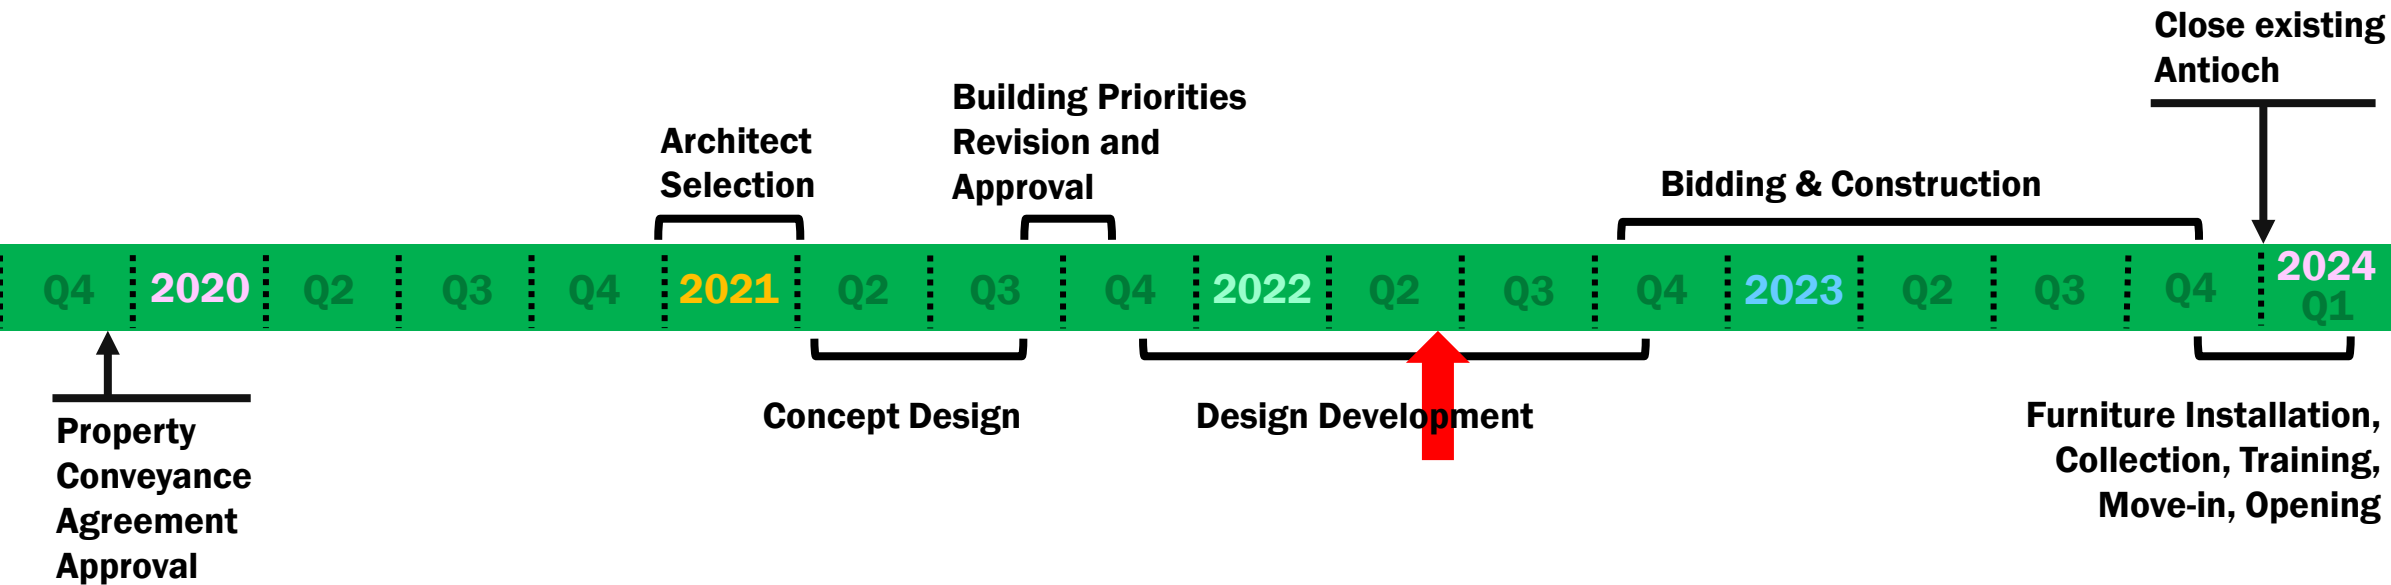 Close existing
Antioch
Building Priorities
Revision and
Approval
Architect
Selection
Bidding & Construction
Q4 2020 Q2 Q3 Q4 2021 Q2 Q3 Q4 2022 Q2 Q3 Q4 2023 Q2 Q3 Q4 2024
Q1
Property
Conveyance
Agreement
Approval
Concept Design
Design Development
Furniture Installation,
Collection, Training,
Move-in, Opening